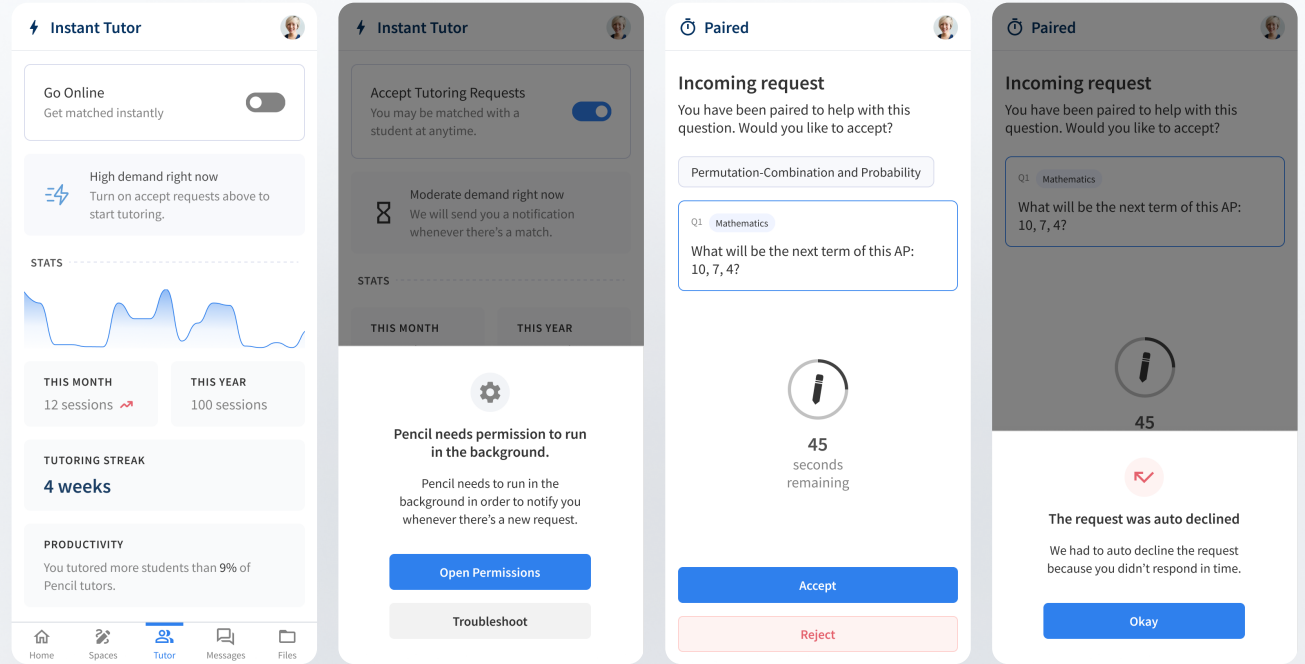 Instant Tutor
Go Online
Get matched instantly
High demand right now
Turn on accept requests above to
start tutoring.
STATS
THIS MONTH
12 sessions
THIS YEAR
100 sessions
TUTORING STREAK
4 weeks
PRODUCTIVITY
You tutored more students than 9% of
Pencil tutors.
Home
Spaces
Tutor
Messages
Files
Instant Tutor
Accept Tutoring Requests
You may be matched with a
student at anytime.
Moderate demand right now
We will send you a notification
whenever there's a match.
STATS
THIS MONTH
THIS YEAR
Pencil needs permission to run
in the background.
Pencil needs to run in the
background in order to notify you
whenever there's a new request.
Open Permissions
Troubleshoot
Paired
Incoming request
You have been paired to help with this
question. Would you like to accept?
Permutation-Combination and Probability
Q1 Mathematics
What will be the next term of this AP:
10, 7, 4?
45
seconds
remaining
Accept
Reject
Paired
Incoming request
You have been paired to help with this
question. Would you like to accept?
Q1 Mathematics
What will be the next term of this AP:
10, 7, 4?
45
The request was auto declined
We had to auto decline the request
because you didn't respond in time.
Okay